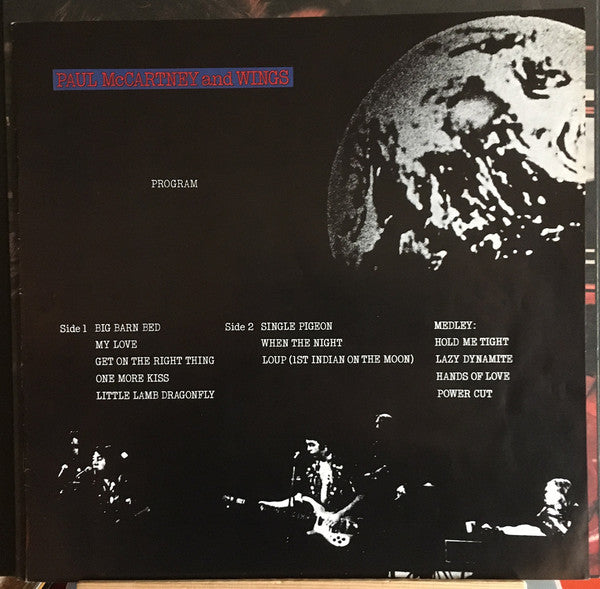 PAUL McCARTNEY and WINGS
PROGRAM
Side 1 BIG BARN BED
MY LOVE
GET ON THE RIGHT THING
ONE MORE KISS
LITTLE LAMB DRAGONFLY
Side 2 SINGLE PIGEON
WHEN THE NIGHT
LOUP (1ST INDIAN ON THE MOON)
MEDLEY:
HOLD ME TIGHT
LAZY DYNAMITE
HANDS OF LOVE
POWER CUT